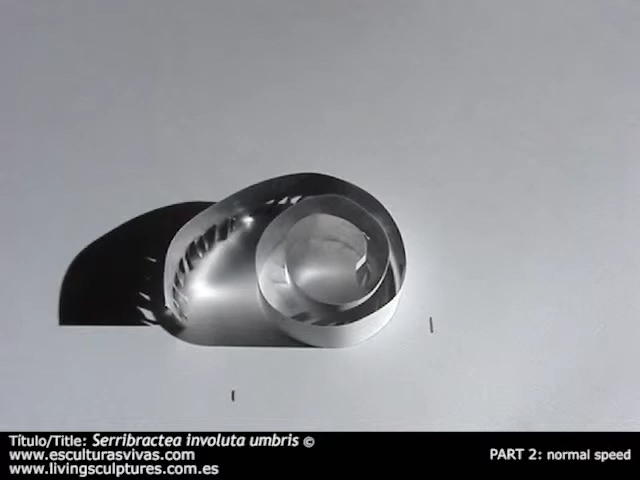 Título/Title: Serribractea involuta umbris ©
www.esculturasvivas.com
www.livingsculptures.com.es
PART 2: normal speed